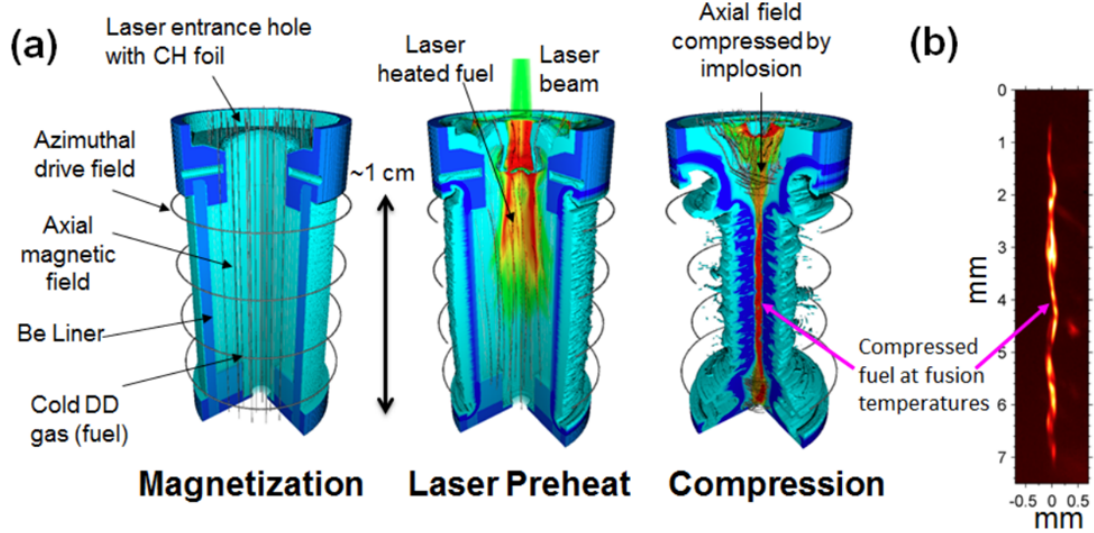 (a)
Laser entrance hole
with CH foil
Azimuthal
drive field
Axial
magnetic
field
Be Liner
Cold DD
gas (fuel)
~1 cm
Magnetization
Laser
heated fuel
Laser
beam
Laser Preheat
Axial field
compressed by
implosion
Compressed
fuel at fusion
temperatures
Compression
(b)
0
1
2
3
4
5
6
7
mm
-0.5 0 0.5
mm